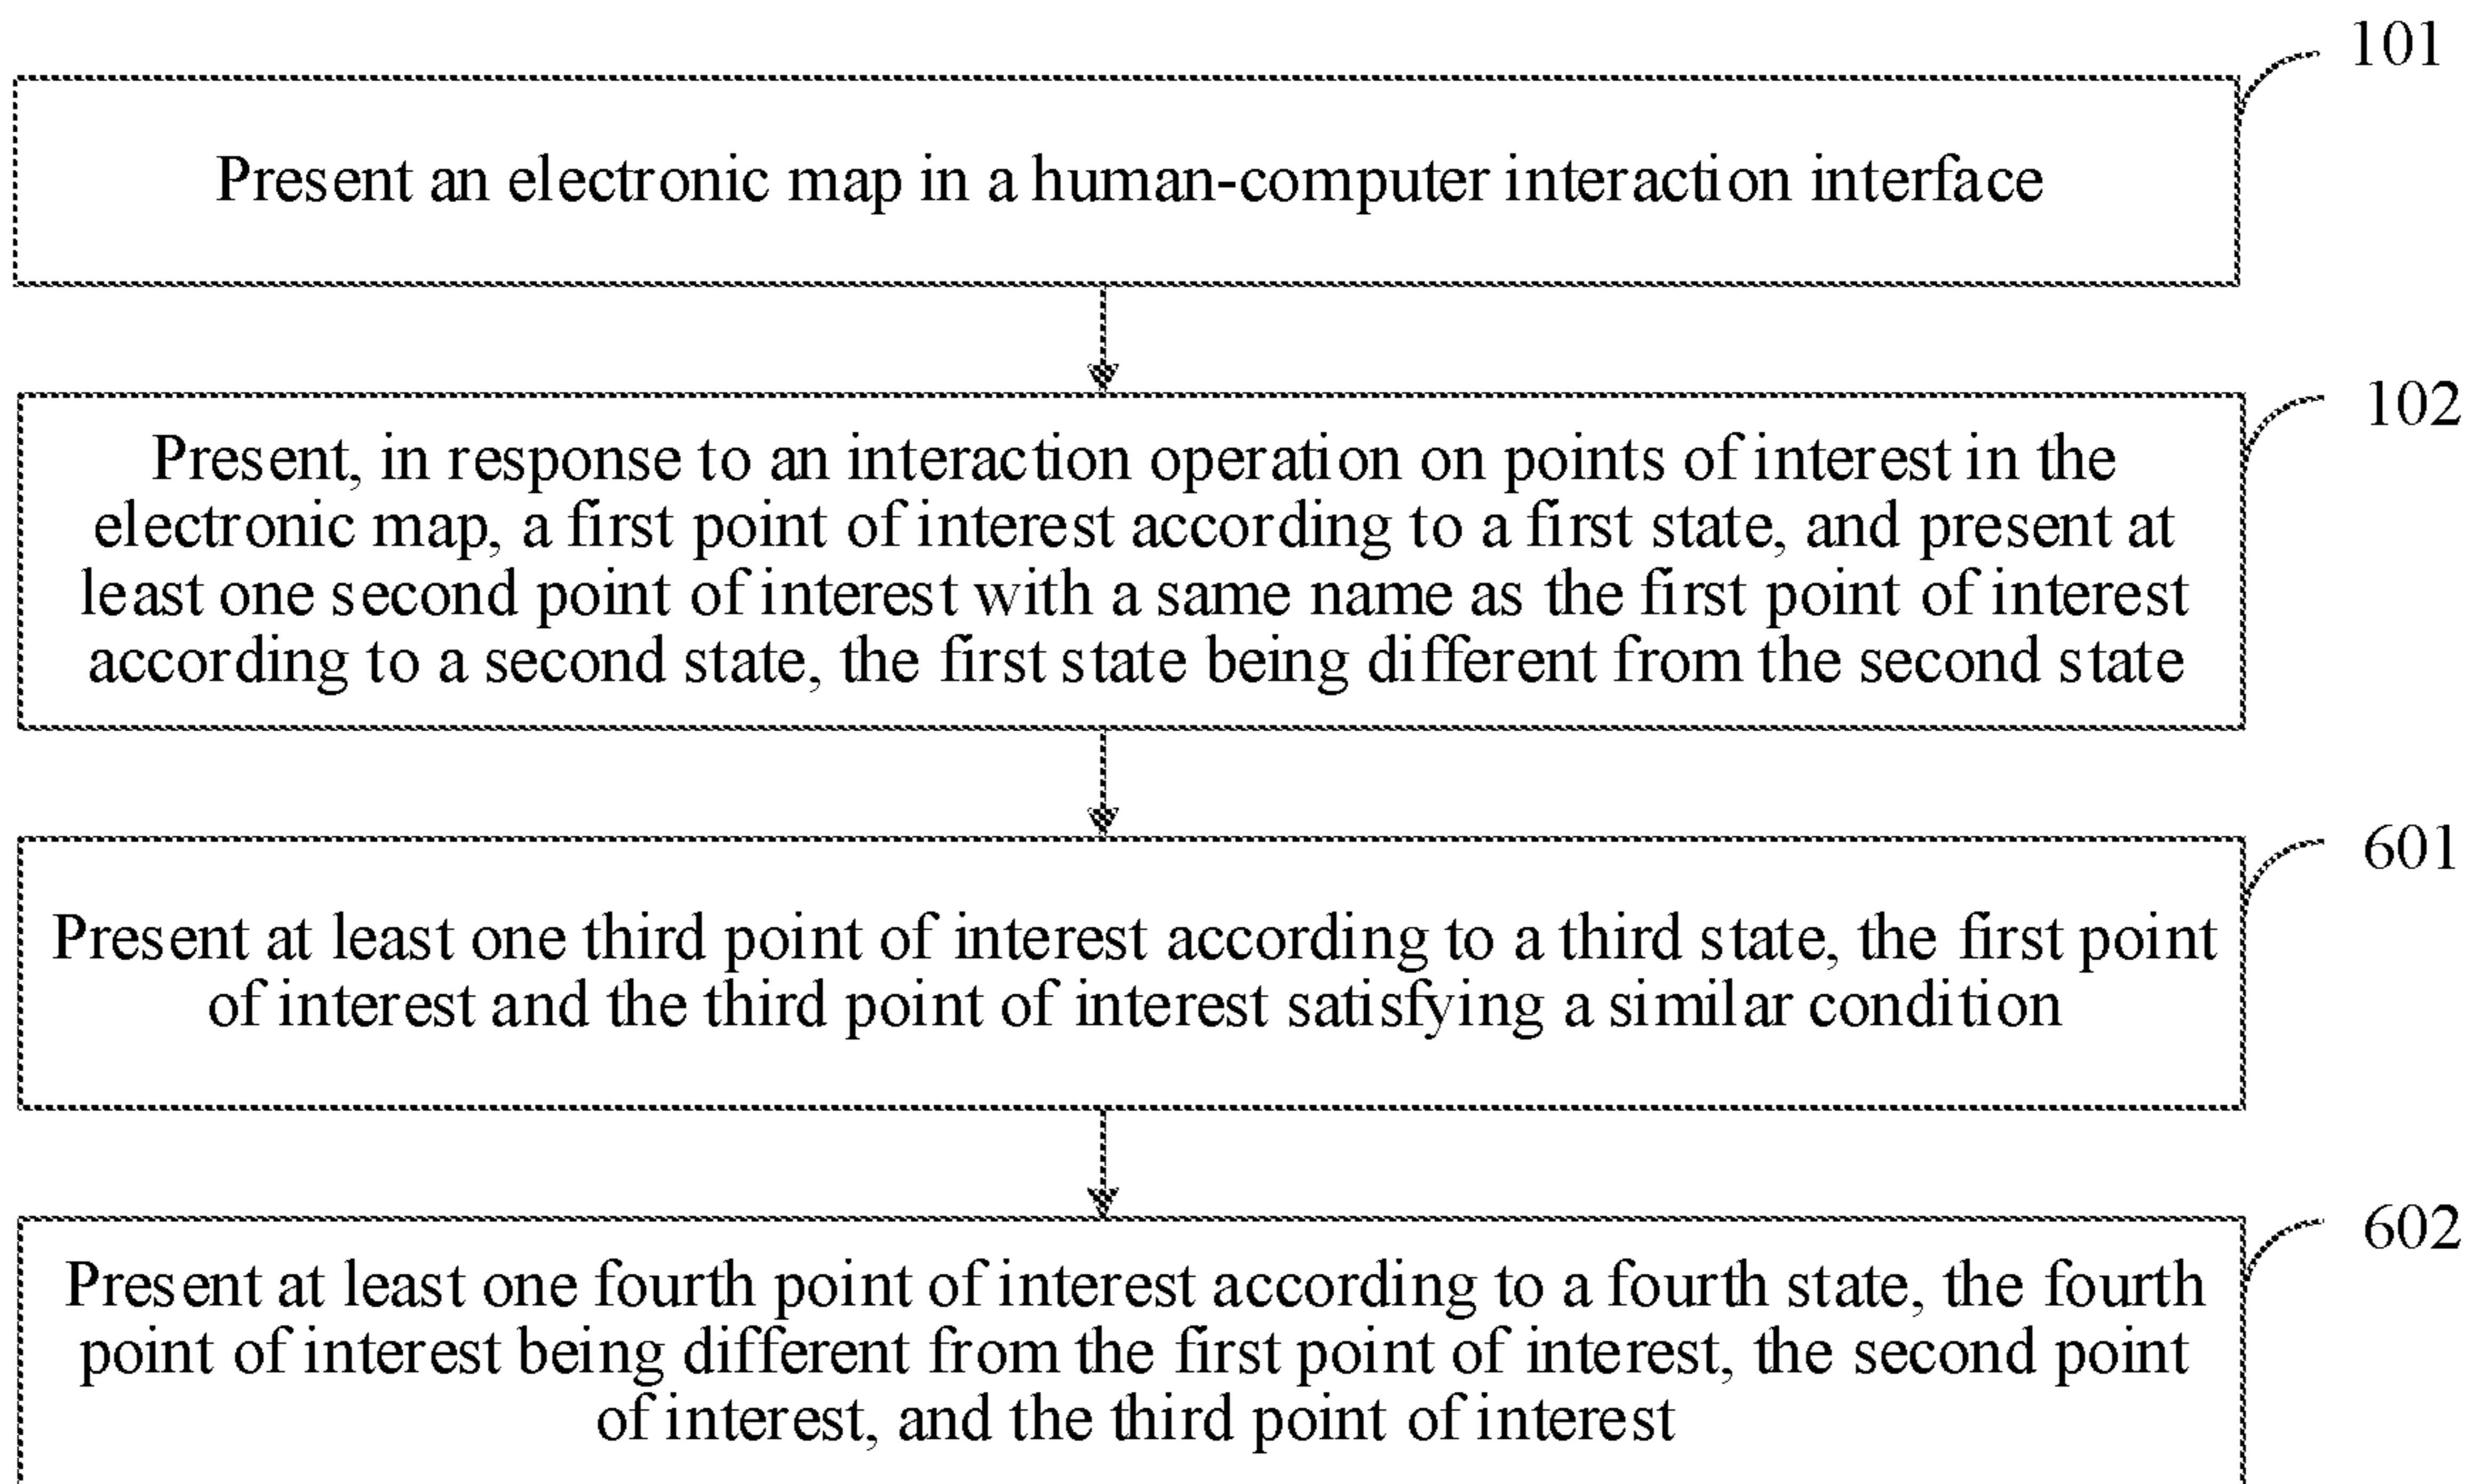 101
Present an electronic map in a human-computer interaction interface
102
Present, in response to an interaction operation on points of interest in the
electronic map, a first point of interest according to a first state, and present at
least one second point of interest with a same name as the first point of interest
according to a second state, the first state being different from the second state
601
Present at least one third point of interest according to a third state, the first point
of interest and the third point of interest satisfying a similar condition
602
Present at least one fourth point of interest according to a fourth state, the fourth
point of interest being different from the first point of interest, the second point
of interest, and the third point of interest